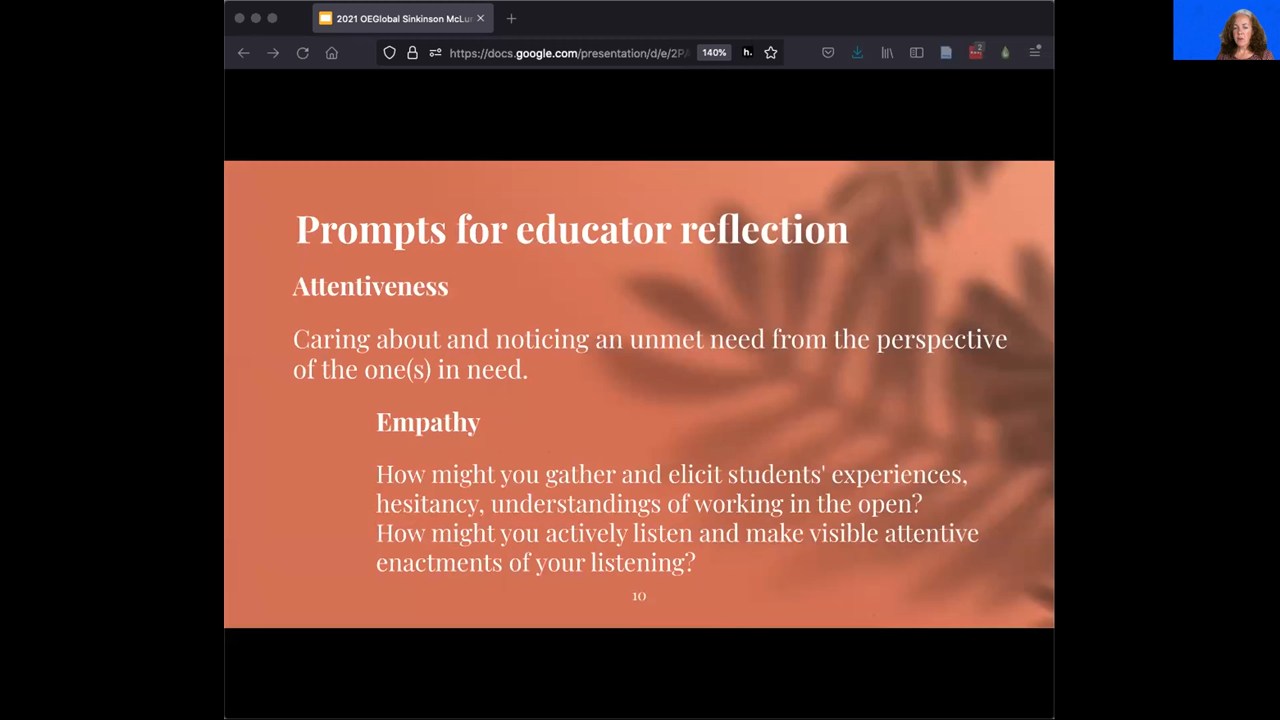 2021 OEGlobal Sinkinson McLu
https://docs.google.com/presentation/d/e/2P
140%
h.
2
Prompts for educator reflection
Attentiveness
Caring about and noticing an unmet need from the perspective
of the one(s) in need.
Empathy
How might you gather and elicit students' experiences,
hesitancy, understandings of working in the open?
How might you actively listen and make visible attentive
enactments of your listening?
10